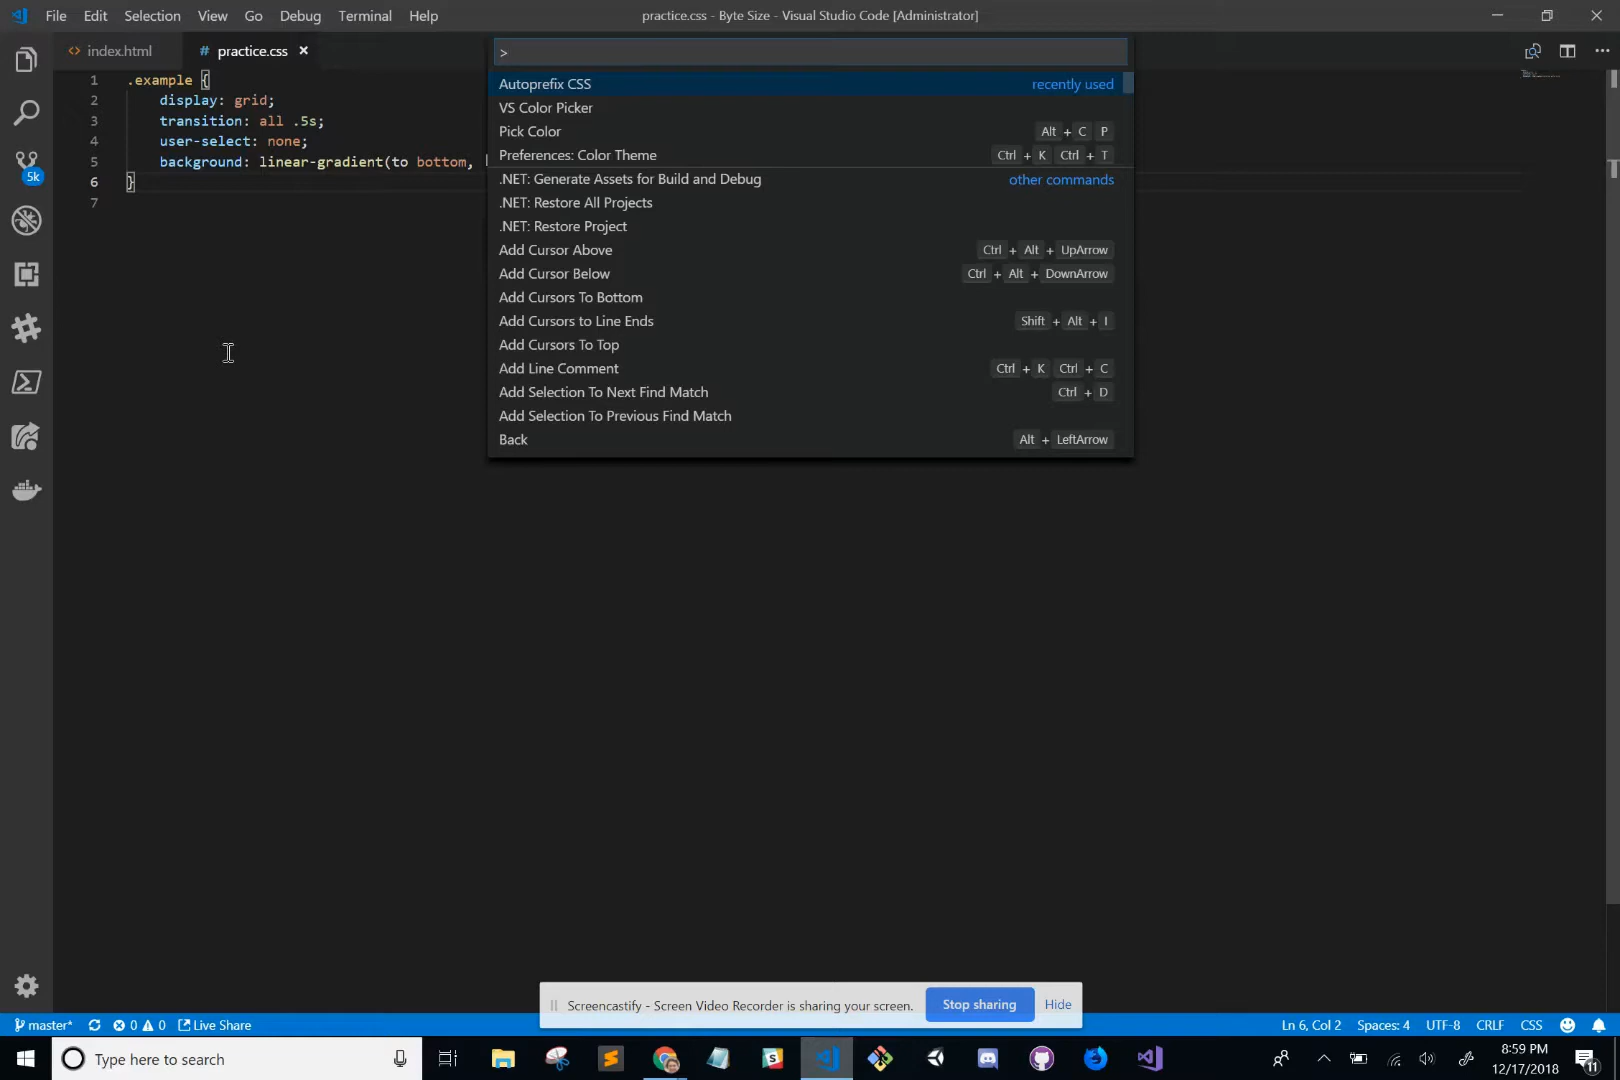 File Edit Selection View Go Debug Terminal Help
practice.css - Byte Size - Visual Studio Code [Administrator]
<> index.html
# practice.css ×
>
1 .example {
2 display: grid;
3 transition: all .5s;
4 user-select: none;
5 background: linear-gradient(to bottom,
6 }
7
Autoprefix CSS recently used
VS Color Picker
Pick Color Alt + C P
Preferences: Color Theme Ctrl + K Ctrl + T
.NET: Generate Assets for Build and Debug other commands
.NET: Restore All Projects
.NET: Restore Project
Add Cursor Above Ctrl + Alt + UpArrow
Add Cursor Below Ctrl + Alt + DownArrow
Add Cursors To Bottom
Add Cursors to Line Ends Shift + Alt + I
Add Cursors To Top
Add Line Comment Ctrl + K Ctrl + C
Add Selection To Next Find Match Ctrl + D
Add Selection To Previous Find Match
Back Alt + LeftArrow
5k
Screencastify - Screen Video Recorder is sharing your screen. Stop sharing Hide
master* 0 0 Live Share
Ln 6, Col 2 Spaces: 4 UTF-8 CRLF CSS
Type here to search
8:59 PM
12/17/2018
11